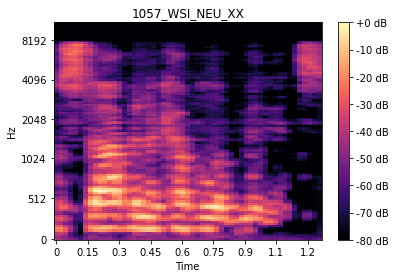 1057_WSI_NEU_XX
+0 dB
8192
-10 dB
4096
-20 dB
-30 dB
2048
Hz
-40 dB
1024
-50 dB
512
-60 dB
-70 dB
0
-80 dB
0 0.15 0.3 0.45 0.6 0.75 0.9 1.1 1.2
Time